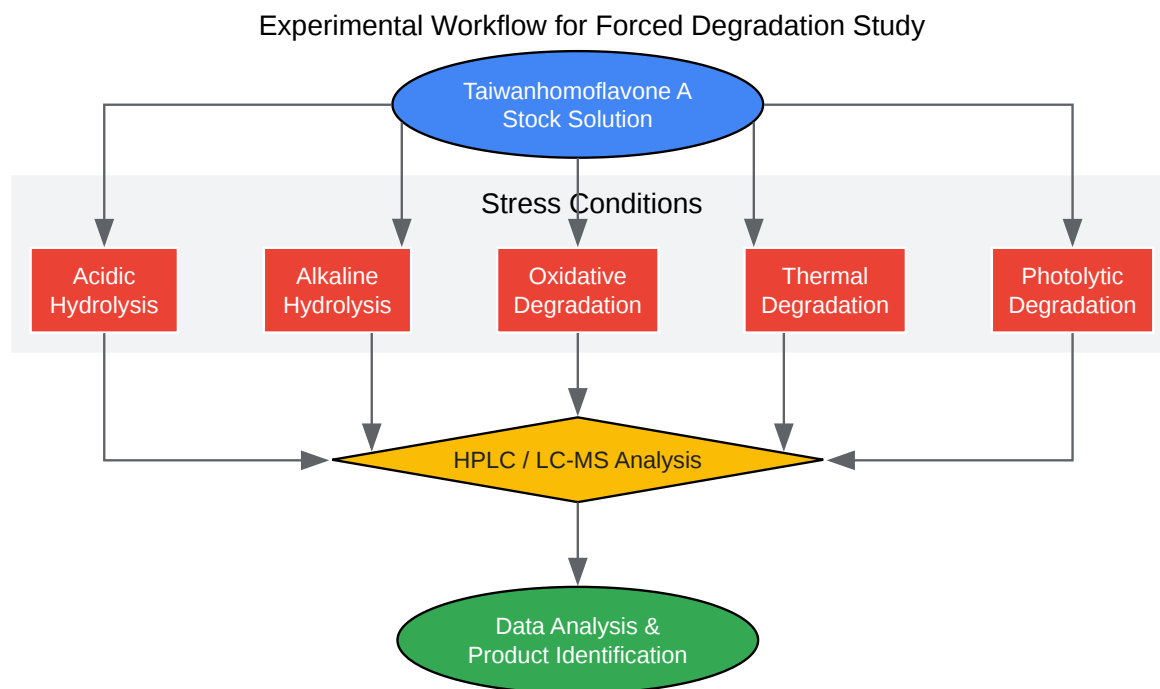 Experimental Workflow for Forced Degradation Study
Taiwanhomoflavone A
Stock Solution
Stress Conditions
Acidic
Hydrolysis
Alkaline
Hydrolysis
Oxidative
Degradation
Thermal
Degradation
Photolytic
Degradation
HPLC / LC-MS Analysis
Data Analysis &
Product Identification